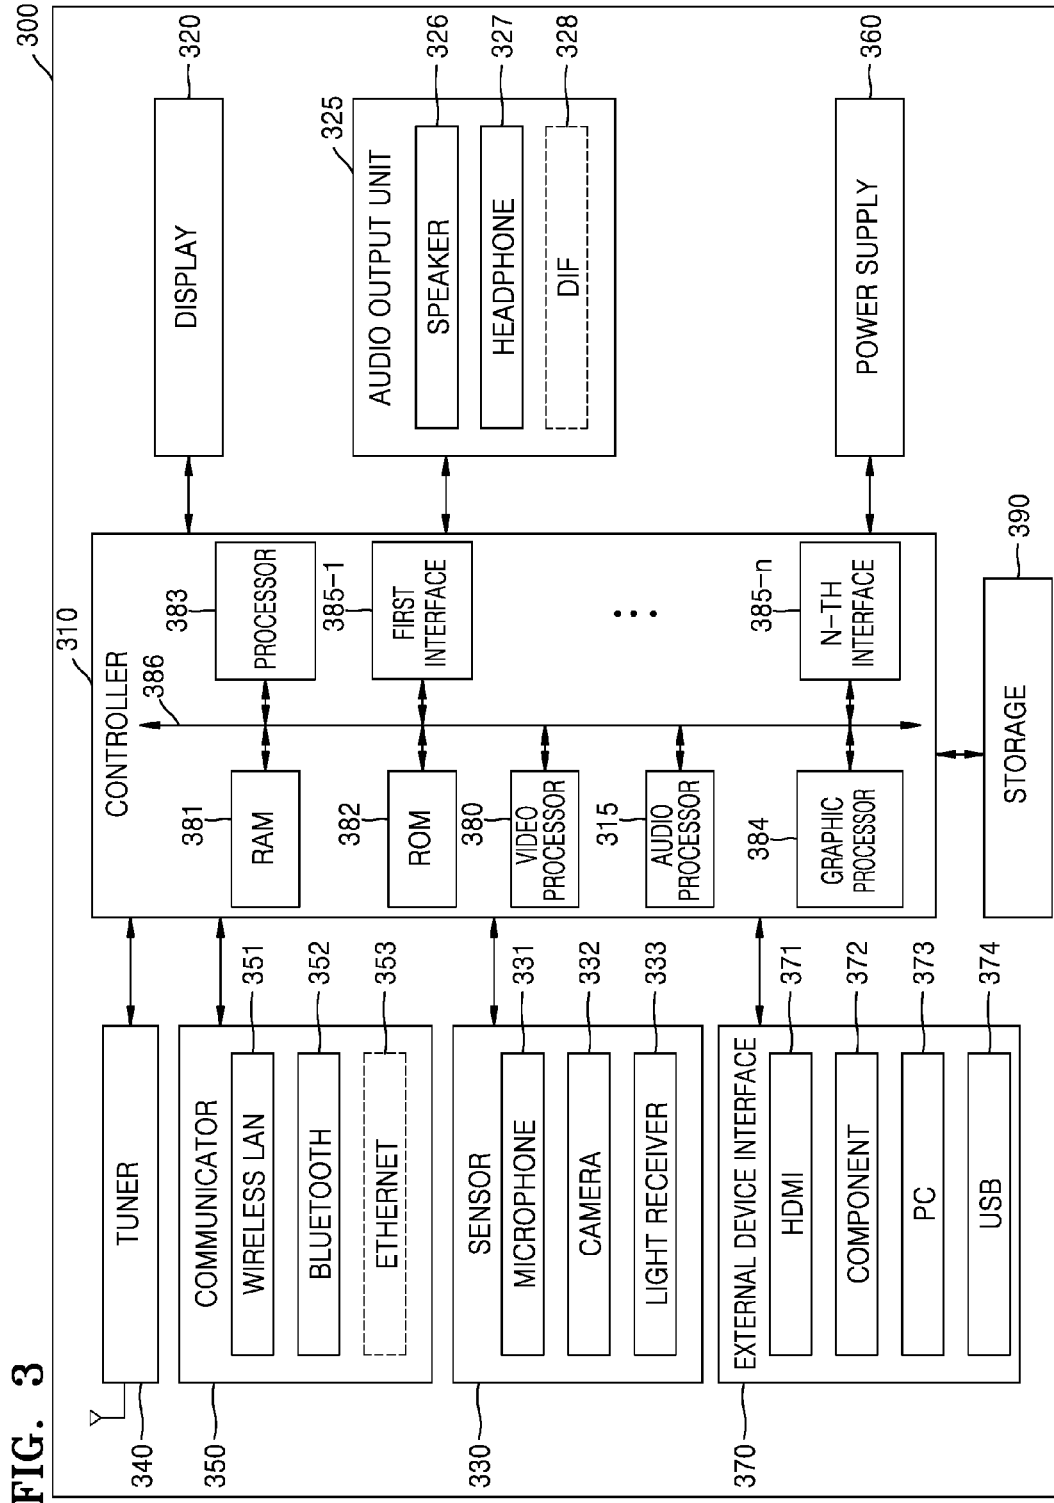 FIG. 3
300
340
TUNER
350
COMMUNICATOR
WIRELESS LAN
351
BLUETOOTH
352
ETHERNET
353
330
SENSOR
MICROPHONE
331
CAMERA
332
LIGHT RECEIVER
333
370
EXTERNAL DEVICE INTERFACE
HDMI
371
COMPONENT
372
PC
373
USB
374
310
CONTROLLER
386
381
RAM
382
ROM
380
VIDEO
PROCESSOR
315
AUDIO
PROCESSOR
384
GRAPHIC
PROCESSOR
383
PROCESSOR
385-1
FIRST
INTERFACE
...
385-n
N-TH
INTERFACE
320
DISPLAY
325
AUDIO OUTPUT UNIT
SPEAKER
326
HEADPHONE
327
DIF
328
360
POWER SUPPLY
390
STORAGE